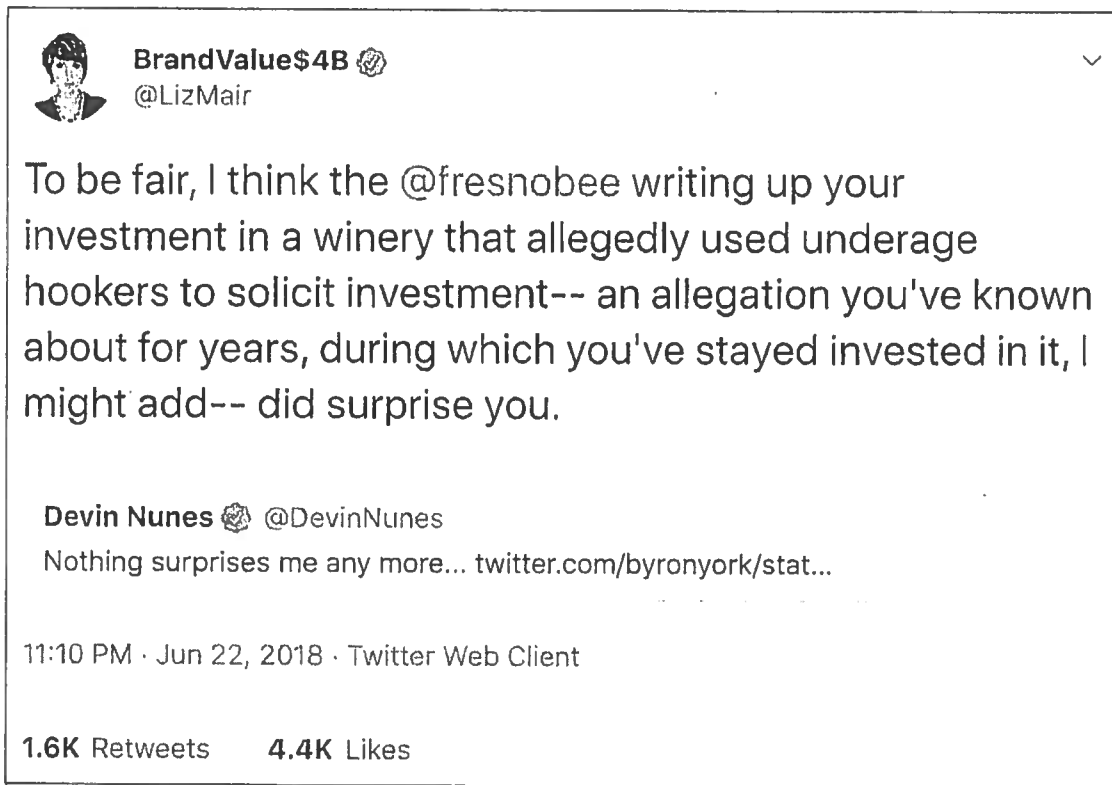 BrandValue$4B
@LizMair
To be fair, I think the @fresnobee writing up your
investment in a winery that allegedly used underage
hookers to solicit investment-- an allegation you've known
about for years, during which you've stayed invested in it, I
might add-- did surprise you.
Devin Nunes @DevinNunes
Nothing surprises me any more... twitter.com/byronyork/stat...
11:10 PM · Jun 22, 2018 · Twitter Web Client
1.6K Retweets 4.4K Likes